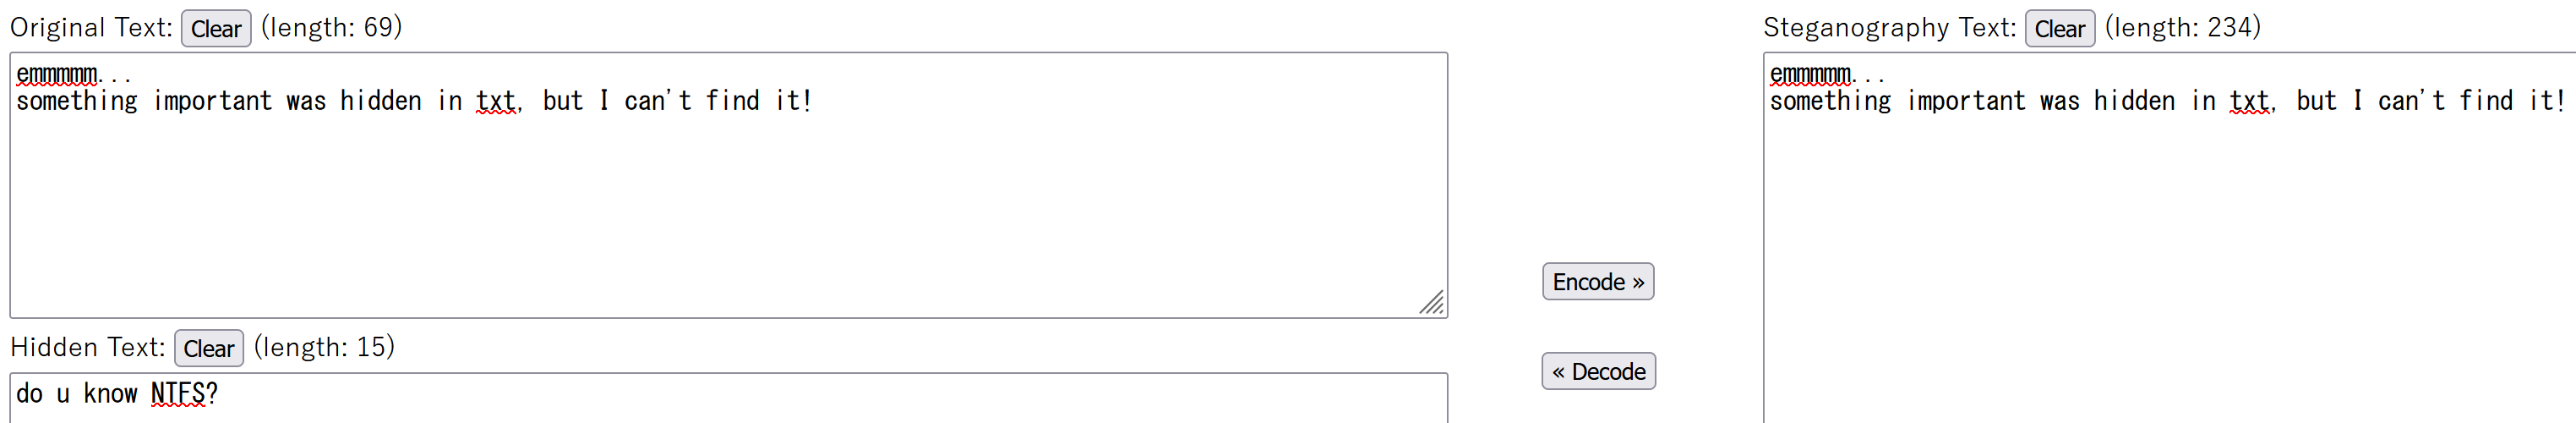 Original Text: Clear (length: 69)
emmmmm...
something important was hidden in txt, but I can't find it!
Hidden Text: Clear (length: 15)
do u know NTFS?
Encode »
« Decode
Steganography Text: Clear (length: 234)
emmmmm...
something important was hidden in txt, but I can't find it!